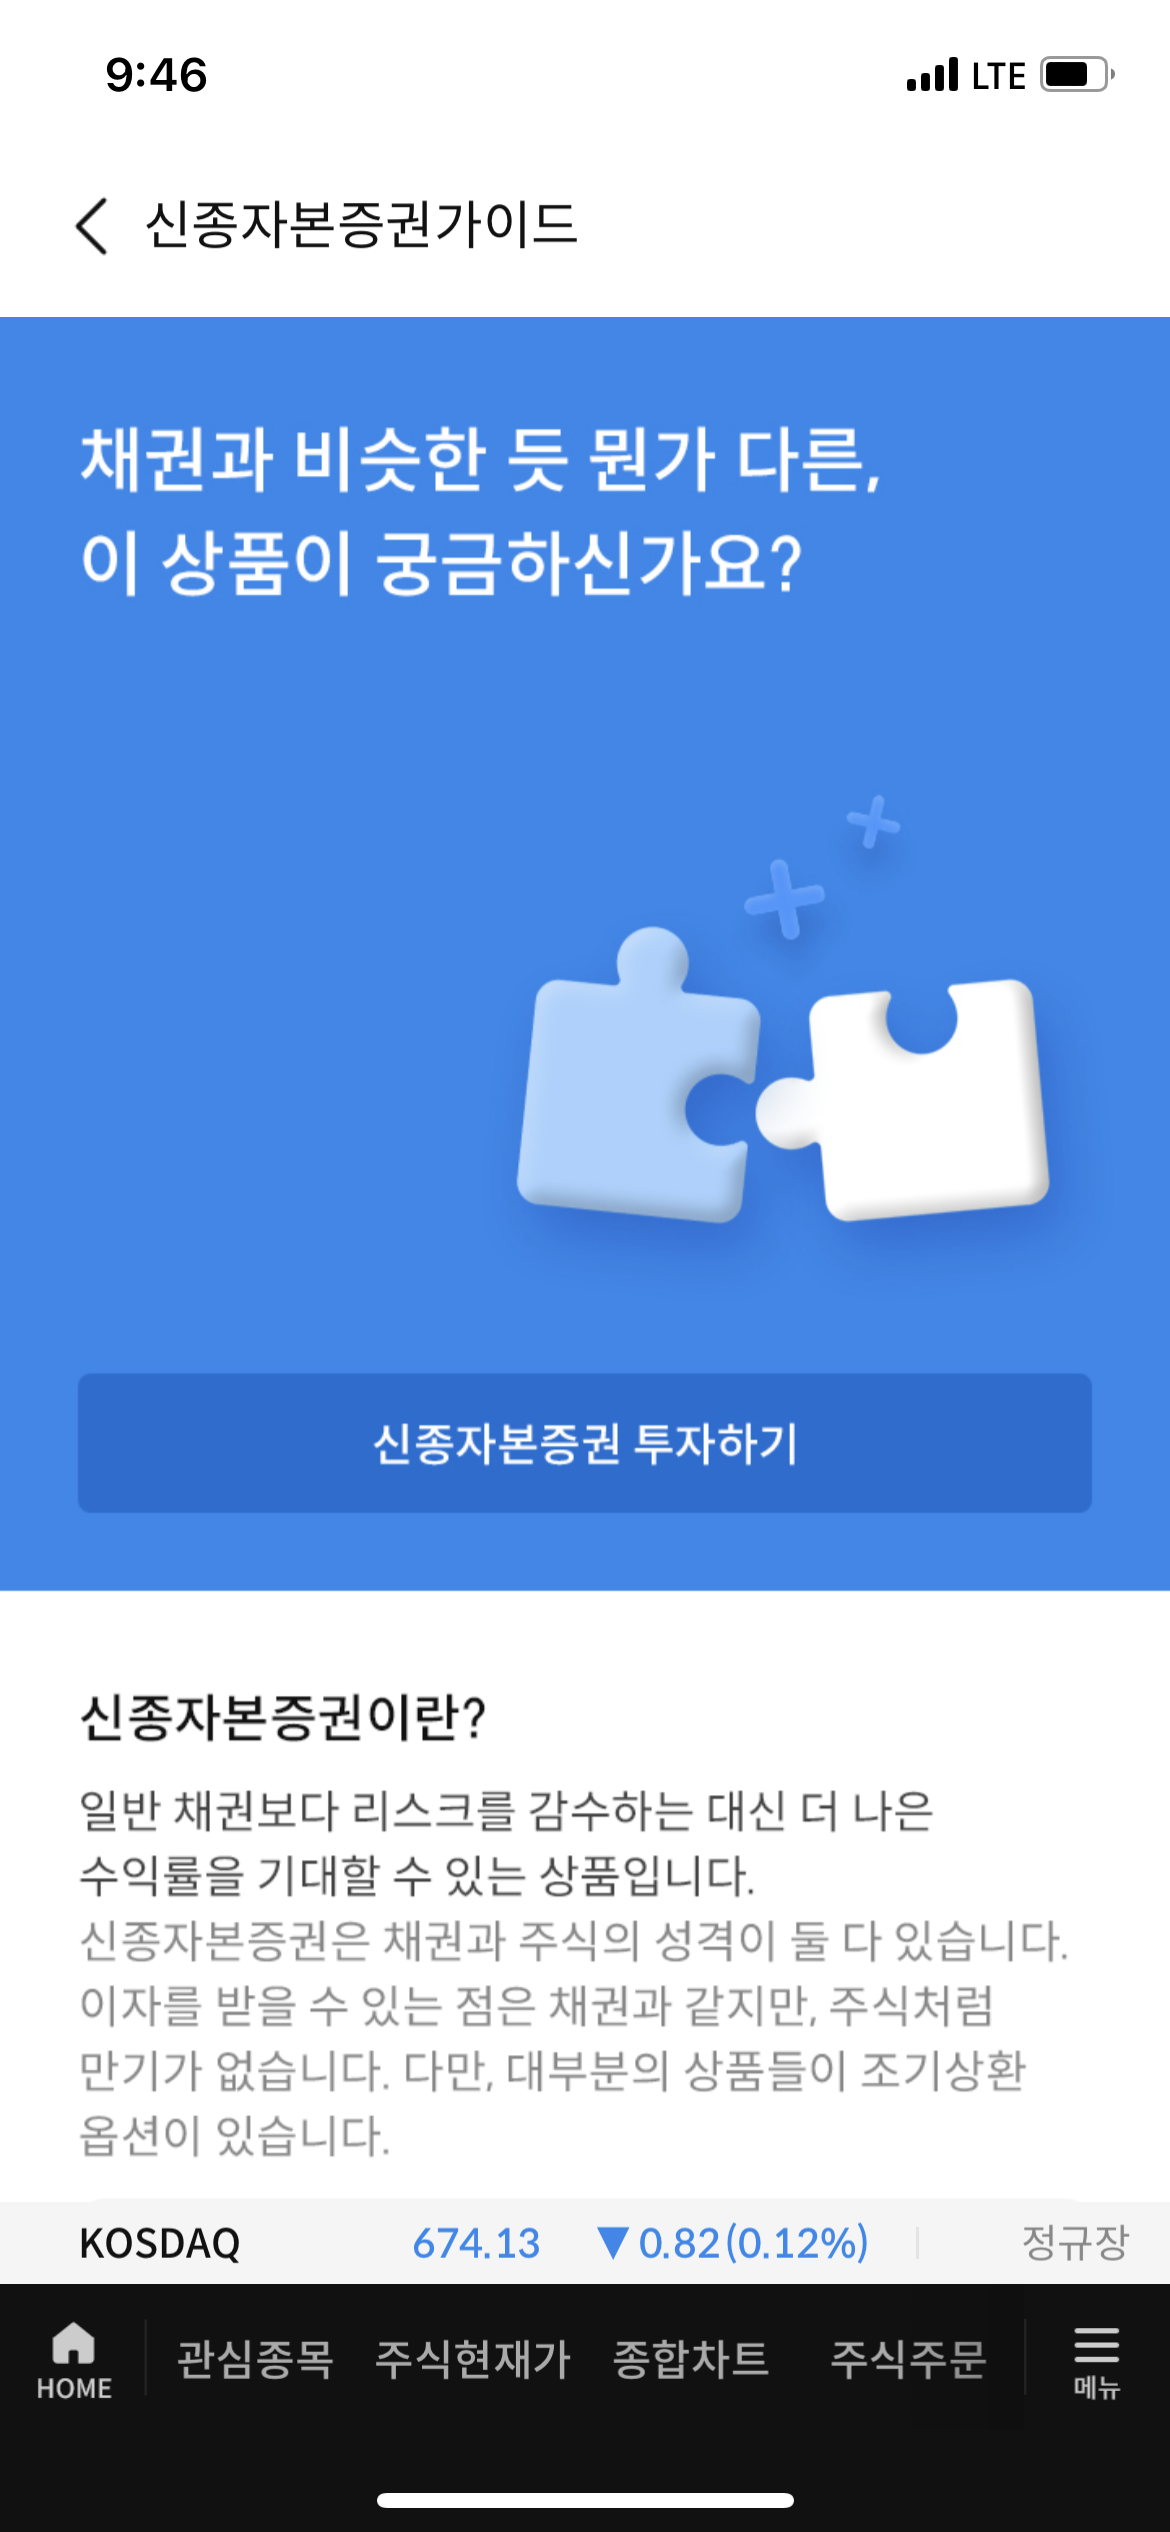 9:46
LTE
신종자본증권가이드
채권과 비슷한 듯 뭔가 다른,
이 상품이 궁금하신가요?
신종자본증권 투자하기
신종자본증권이란?
일반 채권보다 리스크를 감수하는 대신 더 나은
수익률을 기대할 수 있는 상품입니다.
신종자본증권은 채권과 주식의 성격이 둘 다 있습니다.
이자를 받을 수 있는 점은 채권과 같지만, 주식처럼
만기가 없습니다. 다만, 대부분의 상품들이 조기상환
옵션이 있습니다.
KOSDAQ 674.13 ▼0.82(0.12%) 정규장
HOME 관심종목 주식현재가 종합차트 주식주문 메뉴